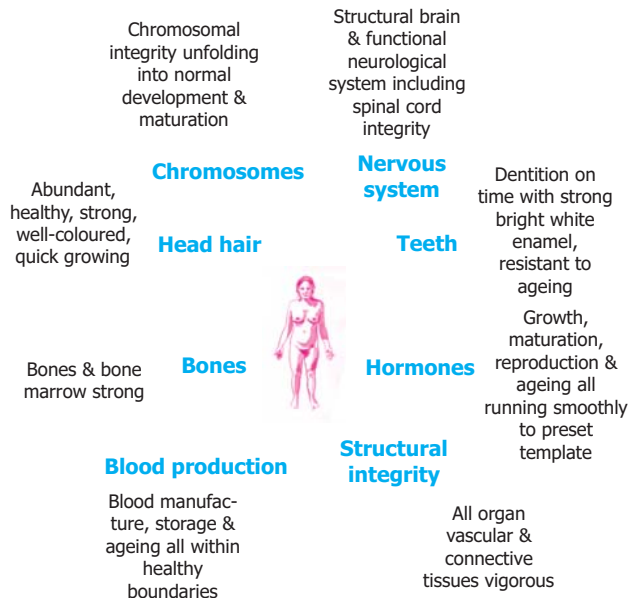 Chromosomal
integrity unfolding
into normal
development &
maturation
Structural brain
& functional
neurological
system including
spinal cord
integrity
Chromosomes
Nervous
system
Abundant,
healthy, strong,
well-coloured,
quick growing
Head hair
Teeth
Dentition on
time with strong
bright white
enamel,
resistant to
ageing
Bones & bone
marrow strong
Bones
Hormones
Growth,
maturation,
reproduction &
ageing all
running smoothly
to preset
template
Blood production
Blood manufac-
ture, storage &
ageing all within
healthy
boundaries
Structural
integrity
All organ
vascular &
connective
tissues vigorous